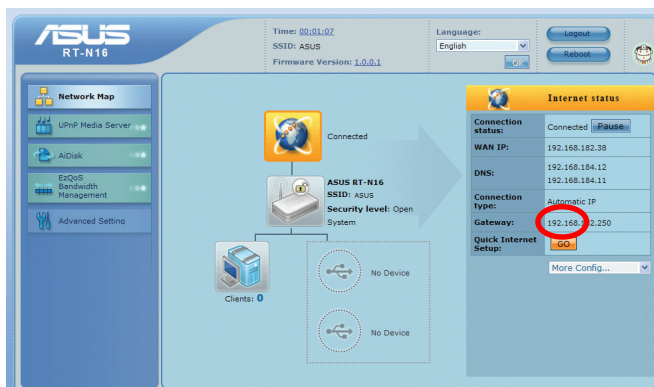 ASUS
RT-N16
Time: 00:01:07
SSID: ASUS
Firmware Version: 1.0.0.1
Language:
English
OK
Logout
Reboot
Network Map
UPnP Media Server
AiDisk
EzQoS
Bandwidth
Management
Advanced Setting
Connected
ASUS RT-N16
SSID: ASUS
Security level: Open
System
Clients: 0
No Device
No Device
Internet status
Connection
status:
Connected Pause
WAN IP: 192.168.182.38
DNS:
192.168.184.12
192.168.184.11
Connection
type:
Automatic IP
Gateway:
Quick Internet
Setup:
GO
More Config...